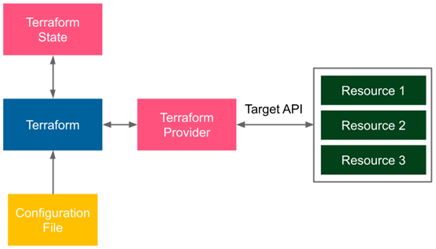 Terraform
State
Terraform
Terraform
Provider
Target API
Resource 1
Resource 2
Resource 3
Configuration
File